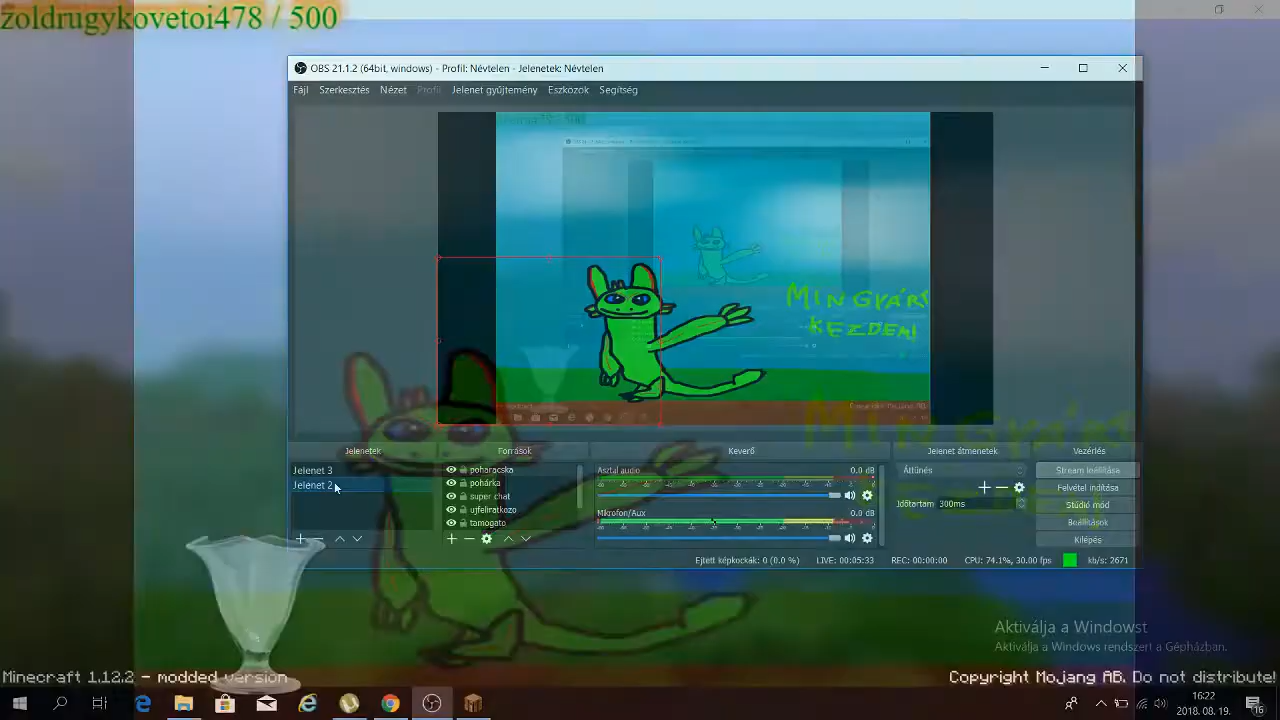 zoldrugykovetoi478 / 500
OBS 21.1.2 (64bit, windows) - Profil: Névtelen - Jelenetek: Névtelen
Fájl Szerkesztés Nézet Profil Jelenet gyűjtemény Eszközök Segítség
MINGYÁRT
KEZDEM
MINGYÁRT
Jelenetek Források Keverő Jelenet átmenetek Vezérlés
Jelenet 3
Jelenet 2
poharacska
pohárka
super chat
ujfeliratkozo
tamogato
Asztal audio 0.0 dB
Mikrofon/Aux 0.0 dB
Áttűnés
Időtartam 300ms
Stream leállítása
Felvétel indítása
Stúdió mód
Beállítások
Kilépés
Ejtett képkockák: 0 (0.0 %) LIVE: 00:05:33 REC: 00:00:00 CPU: 74.1%, 30.00 fps kb/s: 2671
Aktiválja a Windowst
Aktiválja a Windows rendszert a Gépházban.
Minecraft 1.12.2 - modded version
Copyright Mojang AB. Do not distribute!
16:22
2018. 08. 19.
16